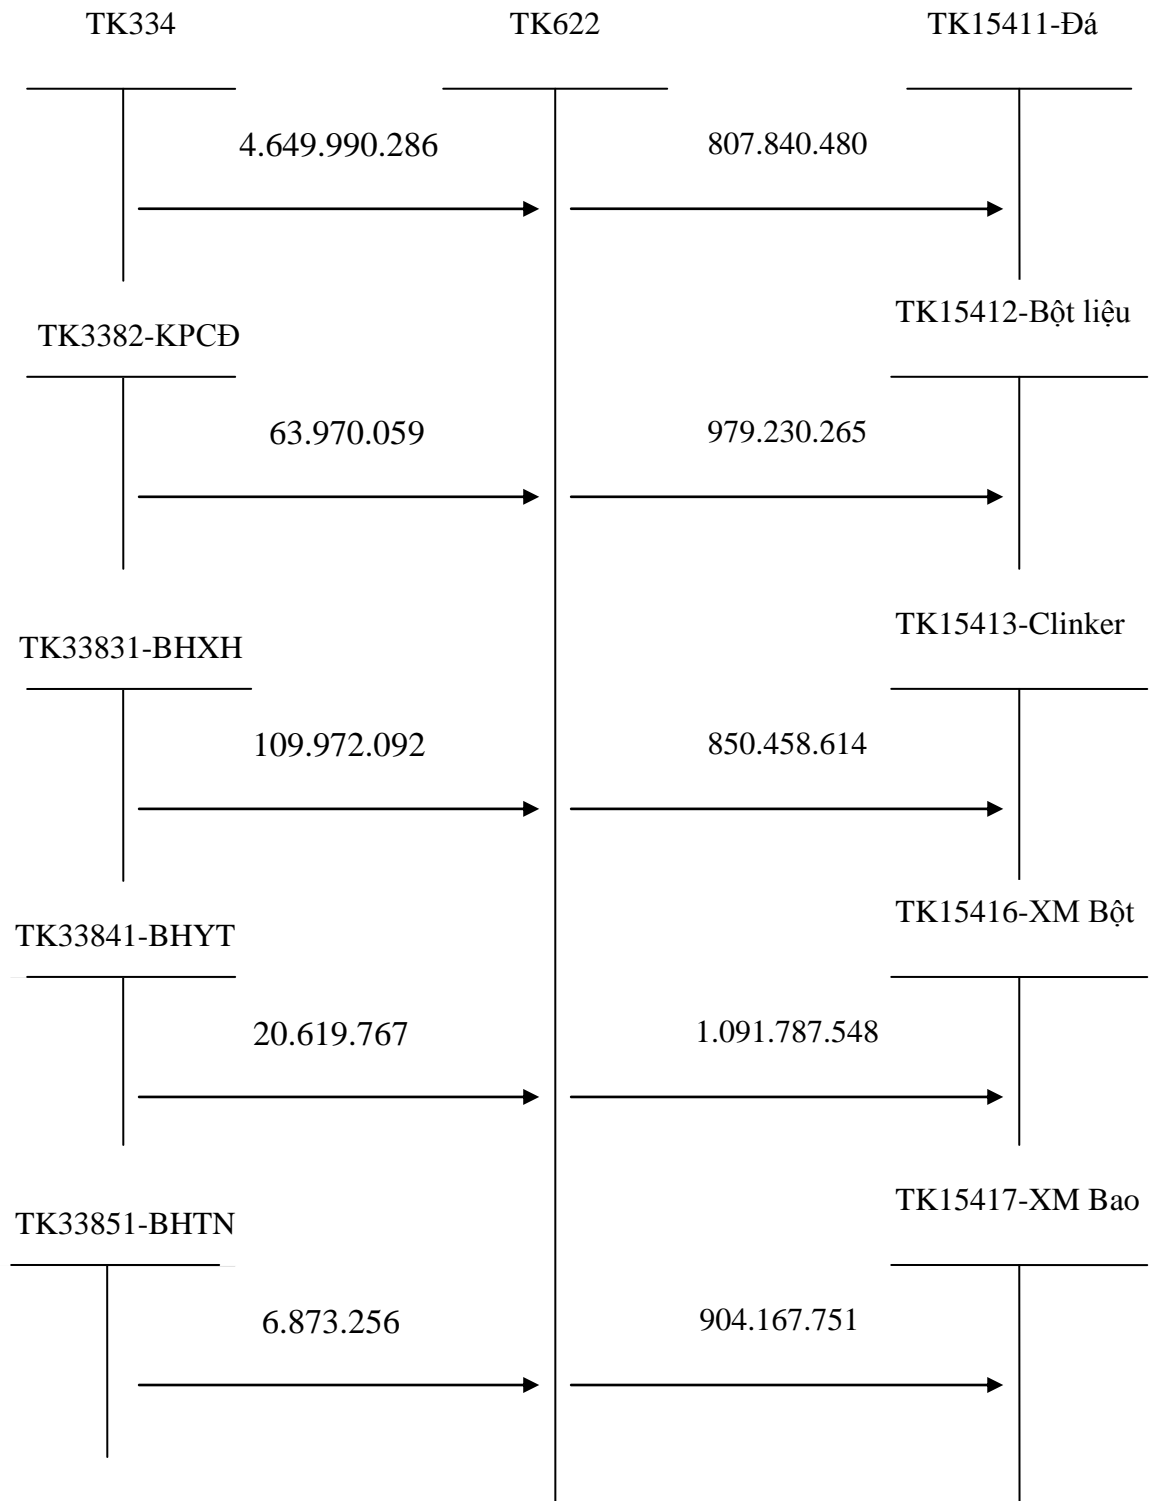 TK334
TK622
TK15411-Đá
4.649.990.286
807.840.480
TK15412-Bột liệu
TK3382-KPCĐ
63.970.059
979.230.265
TK15413-Clinker
TK33831-BHXH
109.972.092
850.458.614
TK15416-XM Bột
TK33841-BHYT
20.619.767
1.091.787.548
TK15417-XM Bao
TK33851-BHTN
6.873.256
904.167.751